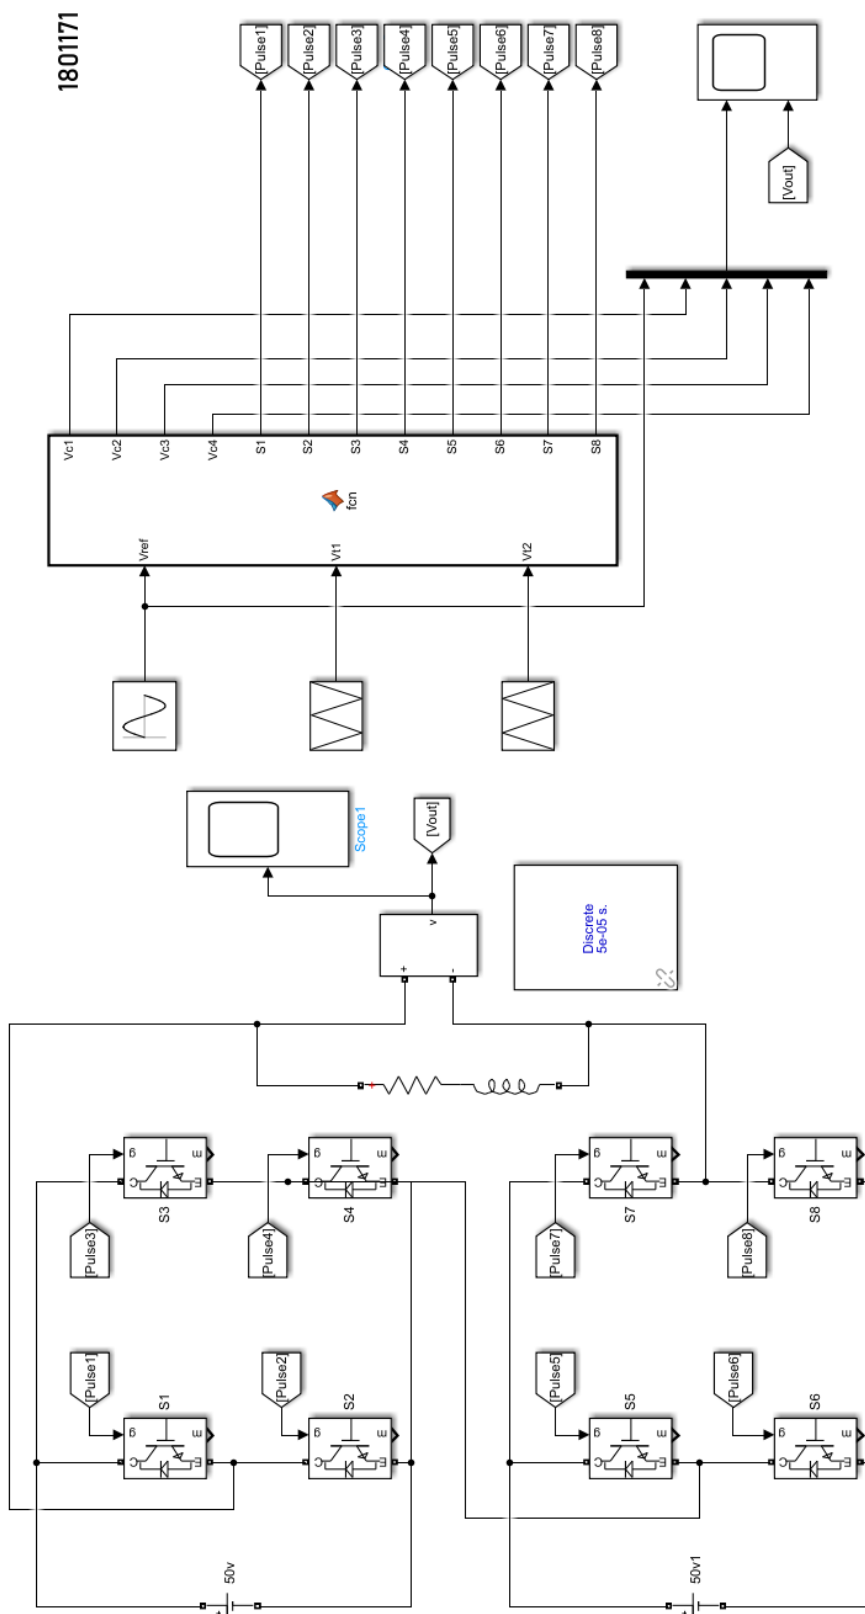 1801171
[Pulse1]
[Pulse2]
[Pulse3]
[Pulse4]
[Pulse5]
[Pulse6]
[Pulse7]
[Pulse8]
[Vout]
Vc1
Vc2
Vc3
Vc4
S1
S2
S3
S4
S5
S6
S7
S8
fcn
Vref
Vt1
Vt2
Scope1
[Vout]
v
+
-
Discrete
5e-05 s.
+
[Pulse3]
g
m
C
E
S3
[Pulse4]
g
m
C
E
S4
[Pulse7]
g
m
C
E
S7
[Pulse8]
g
m
C
E
S8
[Pulse1]
g
m
C
E
S1
[Pulse2]
g
m
C
E
S2
[Pulse5]
g
m
C
E
S5
[Pulse6]
g
m
C
E
S6
50v
+
50v1
+